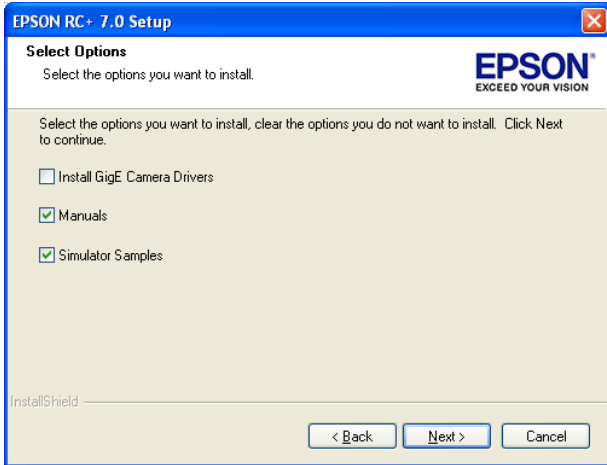 EPSON RC+ 7.0 Setup
Select Options
Select the options you want to install.
EPSON®
EXCEED YOUR VISION
Select the options you want to install, clear the options you do not want to install. Click Next
to continue.
Install GigE Camera Drivers
Manuals
Simulator Samples
InstallShield
< Back
Next >
Cancel